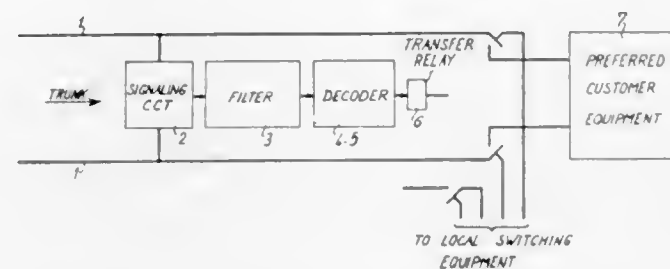 1
7
TRUNK
SIGNALING
CCT
2
FILTER
3
DECODER
4-5
TRANSFER
RELAY
6
PREFERRED
CUSTOMER
EQUIPMENT
1'
TO LOCAL SWITCHING
EQUIPMENT